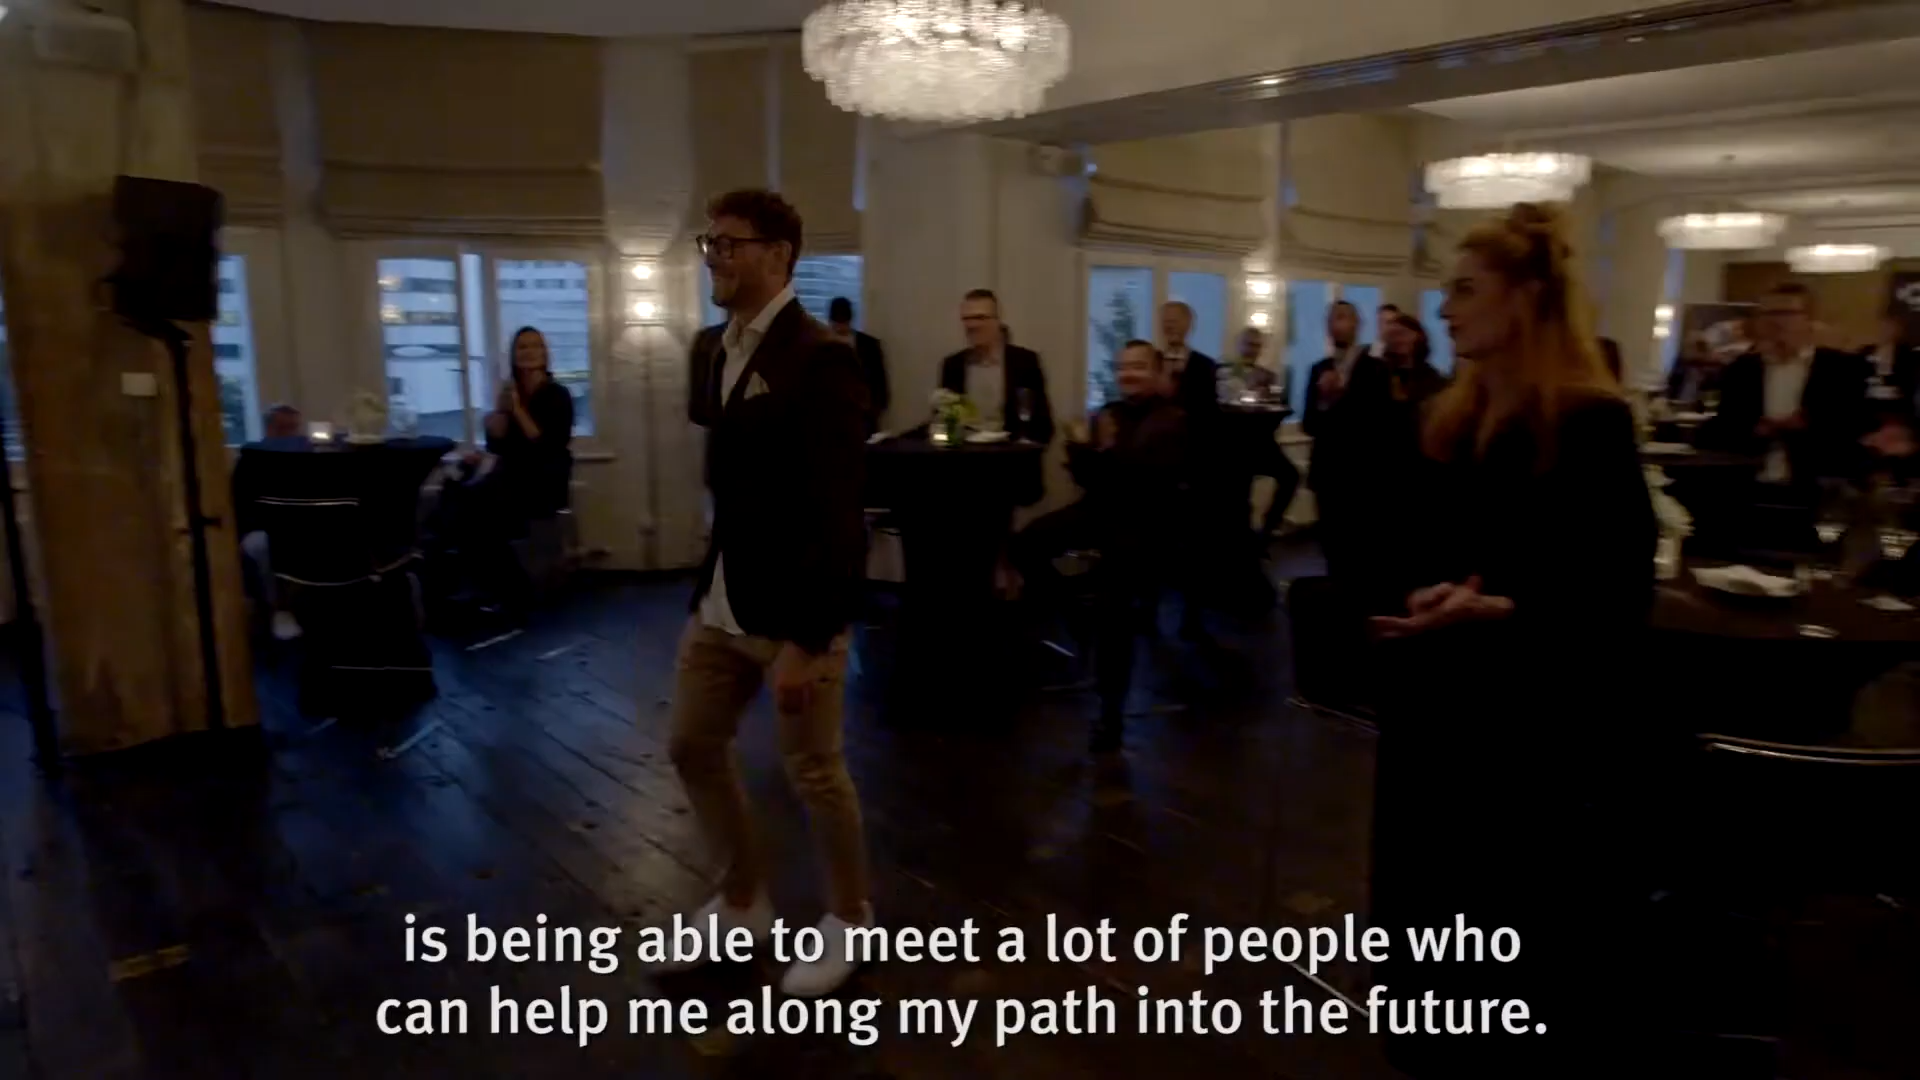 is being able to meet a lot of people who
can help me along my path into the future.